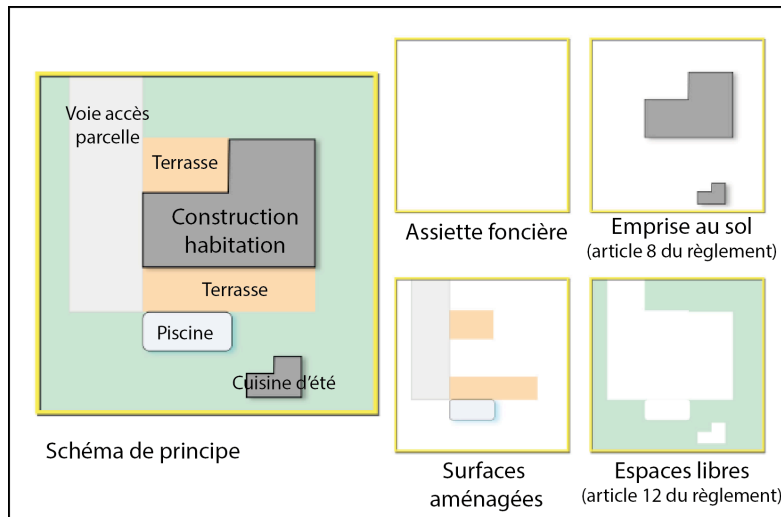 Voie accès
parcelle
Terrasse
Construction
habitation
Terrasse
Piscine
Cuisine d'été
Schéma de principe
Assiette foncière
Emprise au sol
(article 8 du règlement)
Surfaces
aménagées
Espaces libres
(article 12 du règlement)